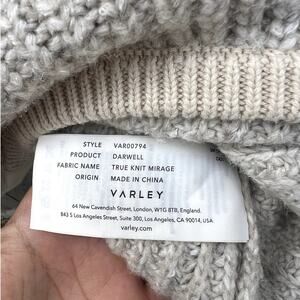 STYLE VAR00794
PRODUCT DARWELL
FABRIC NAME TRUE KNIT MIRAGE
ORIGIN MADE IN CHINA
VARLEY
64 New Cavendish Street, London, W1G 8TB, England.
843 S Los Angeles Street, Suite 300, Los Angeles, CA 90014, USA
varley.com